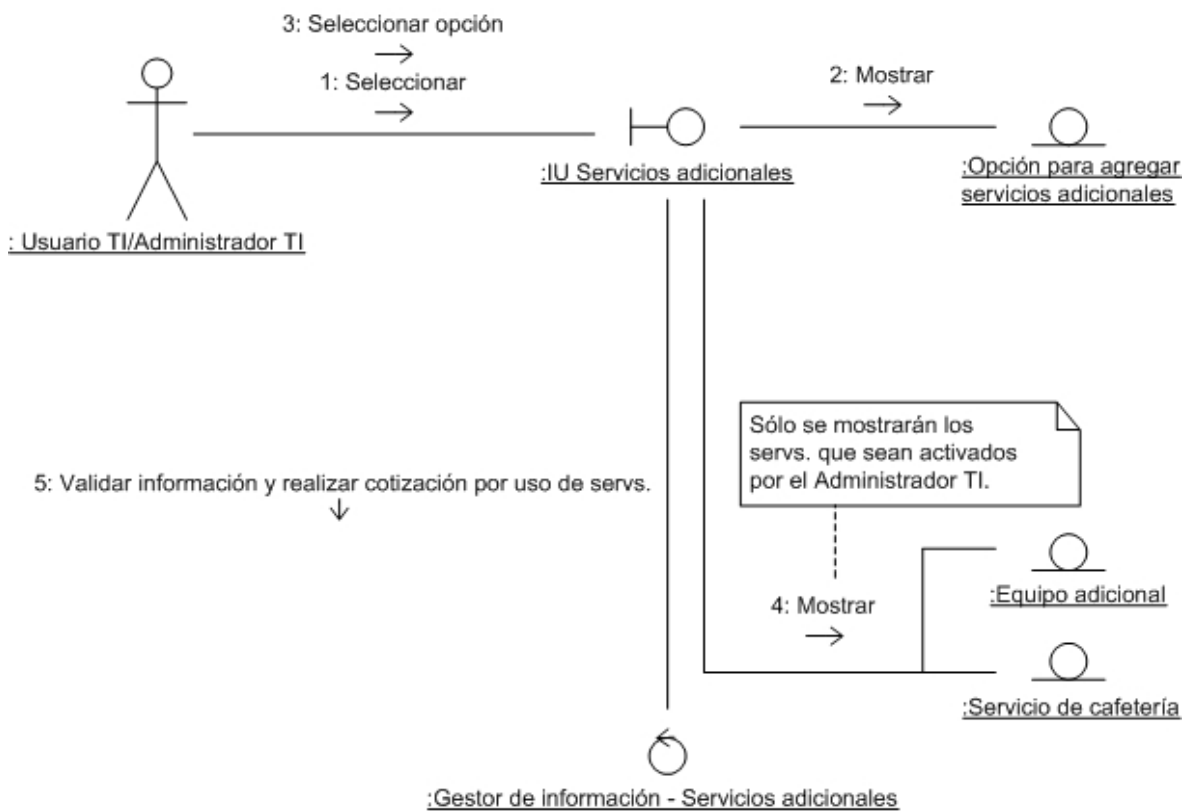 3: Seleccionar opción
1: Seleccionar
2: Mostrar
:IU Servicios adicionales
:Opción para agregar
servicios adicionales
: Usuario TI/Administrador TI
Sólo se mostrarán los
servs. que sean activados
por el Administrador TI.
5: Validar información y realizar cotización por uso de servs.
:Equipo adicional
4: Mostrar
:Servicio de cafetería
:Gestor de información - Servicios adicionales